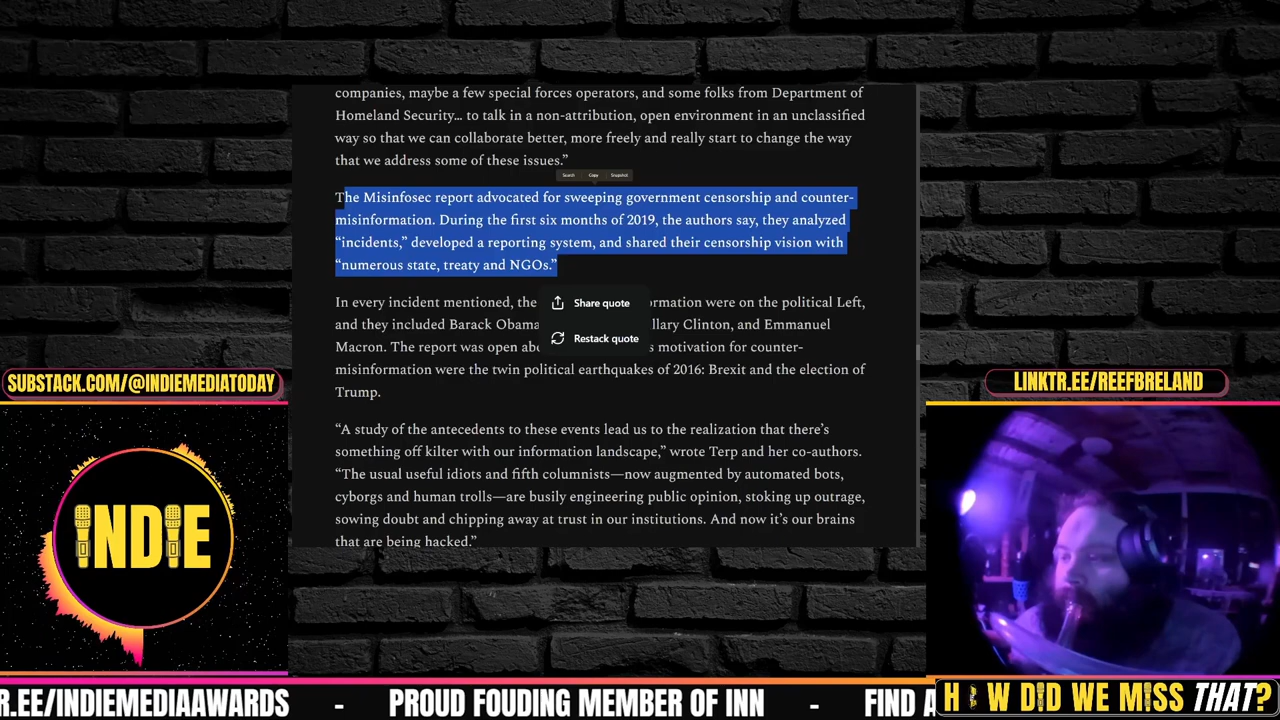 companies, maybe a few special forces operators, and some folks from Department of
Homeland Security… to talk in a non-attribution, open environment in an unclassified
way so that we can collaborate better, more freely and really start to change the way
that we address some of these issues.”
Search Copy Snapshot
The Misinfosec report advocated for sweeping government censorship and counter-
misinformation. During the first six months of 2019, the authors say, they analyzed
“incidents,” developed a reporting system, and shared their censorship vision with
“numerous state, treaty and NGOs.”
In every incident mentioned, the
ormation were on the political Left,
Share quote
and they included Barack Obama
llary Clinton, and Emmanuel
Restack quote
Macron. The report was open abo
s motivation for counter-
misinformation were the twin political earthquakes of 2016: Brexit and the election of
Trump.
“A study of the antecedents to these events lead us to the realization that there’s
something off kilter with our information landscape,” wrote Terp and her co-authors.
“The usual useful idiots and fifth columnists—now augmented by automated bots,
cyborgs and human trolls—are busily engineering public opinion, stoking up outrage,
sowing doubt and chipping away at trust in our institutions. And now it’s our brains
that are being hacked.”
SUBSTACK.COM/@INDIEMEDIATODAY
LINKTR.EE/REEFBRELAND
INDIE
R.EE/INDIEMEDIAAWARDS - PROUD FOUDING MEMBER OF INN - FIND A
HOW DID WE MISS THAT?